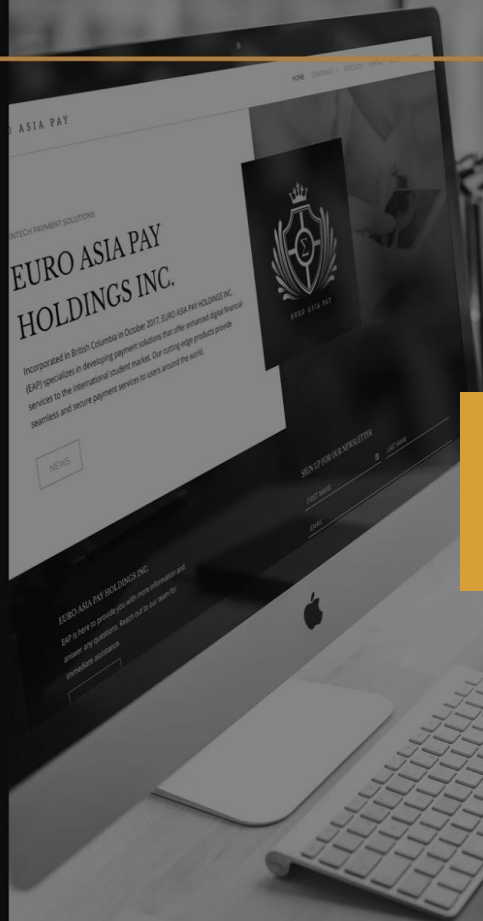 O ASIA PAY
HOME CORPORATE PRODUCTS
INTECH PAYMENT SOLUTIONS
EURO ASIA PAY
HOLDINGS INC.
Incorporated in British Columbia in October 2017, EURO ASIA PAY HOLDINGS INC.
(EAP) specializes in developing payment solutions that offer enhanced digital financial
services to the international student market. Our cutting-edge products provide
seamless and secure payment services to users around the world.
NEWS
Σ
EURO ASIA PAY
SIGN UP FOR OUR NEWSLETTER
FIRST NAME
LAST NAME
EMAIL
EURO ASIA PAY HOLDINGS INC.
EAP is here to provide you with more information and
answer any questions. Reach out to our team for
immediate assistance.